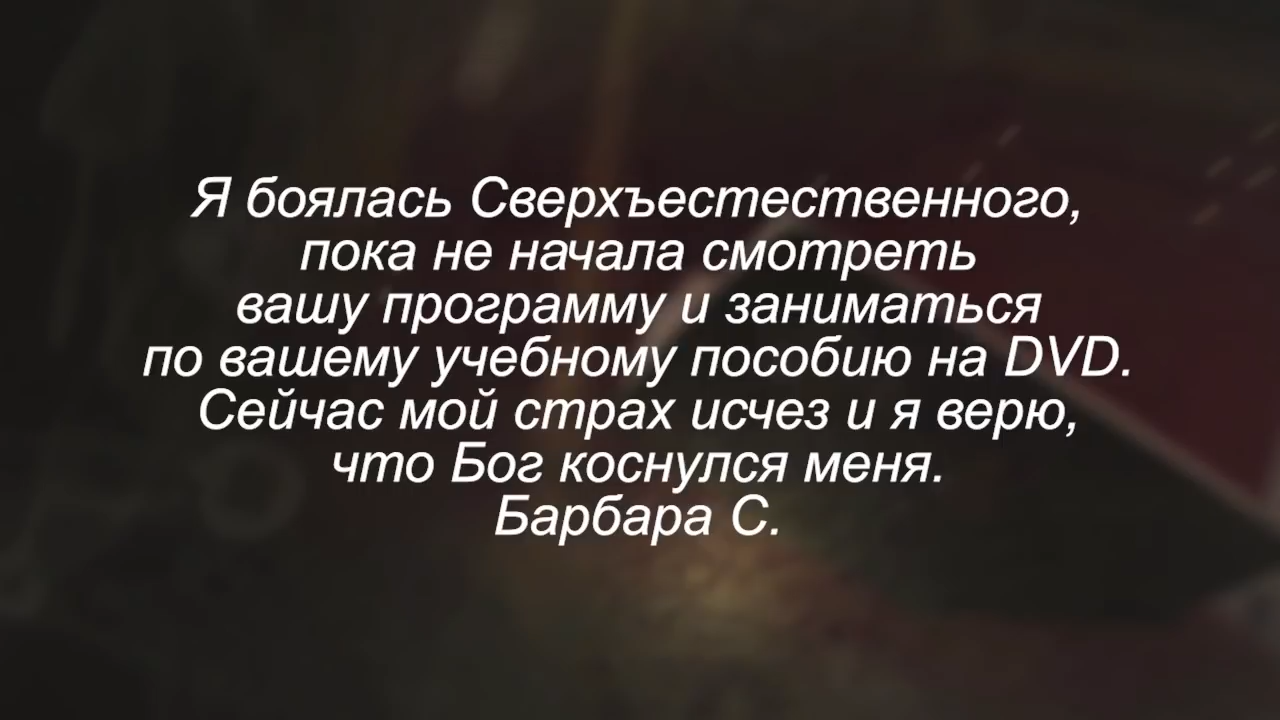 Я боялась Сверхъестественного,
пока не начала смотреть
вашу программу и заниматься
по вашему учебному пособию на DVD.
Сейчас мой страх исчез и я верю,
что Бог коснулся меня.
Барбара С.